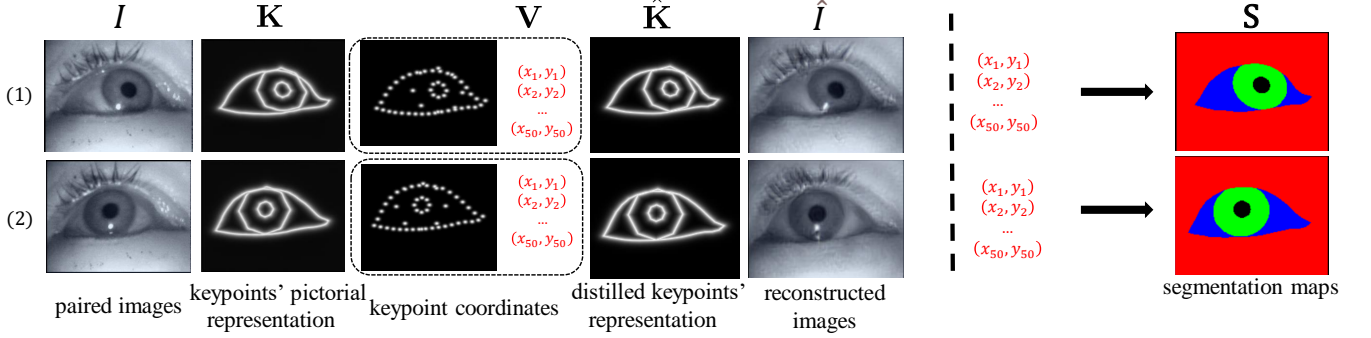 I K V K̂ Î S
(1)
(x₁, y₁)
(x₂, y₂)
...
(x₅₀, y₅₀)
(x₁, y₁)
(x₂, y₂)
...
(x₅₀, y₅₀)
(2)
(x₁, y₁)
(x₂, y₂)
...
(x₅₀, y₅₀)
(x₁, y₁)
(x₂, y₂)
...
(x₅₀, y₅₀)
paired images
keypoints' pictorial
representation
keypoint coordinates
distilled keypoints'
representation
reconstructed
images
segmentation maps